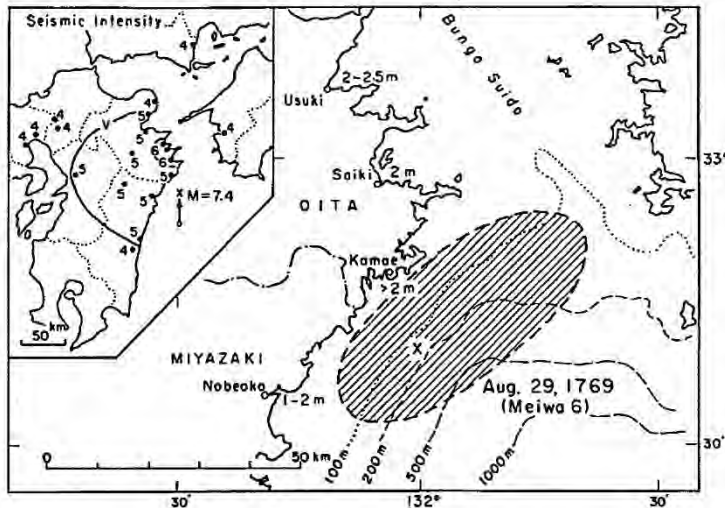 Seismic Intensity
4
4
4
4
4
5
V
5
6
6
5
5
5
5
5
4
4
M=7.4
50 km
Bungo Suido
2-2.5m
Usuki
Saiki
2m
33°
OITA
Kamae
>2m
MIYAZAKI
Nobeoka
1-2m
X
Aug. 29, 1769
(Meiwa 6)
0
50 km
100m
200m
500m
1000m
30'
30'
132°
30'